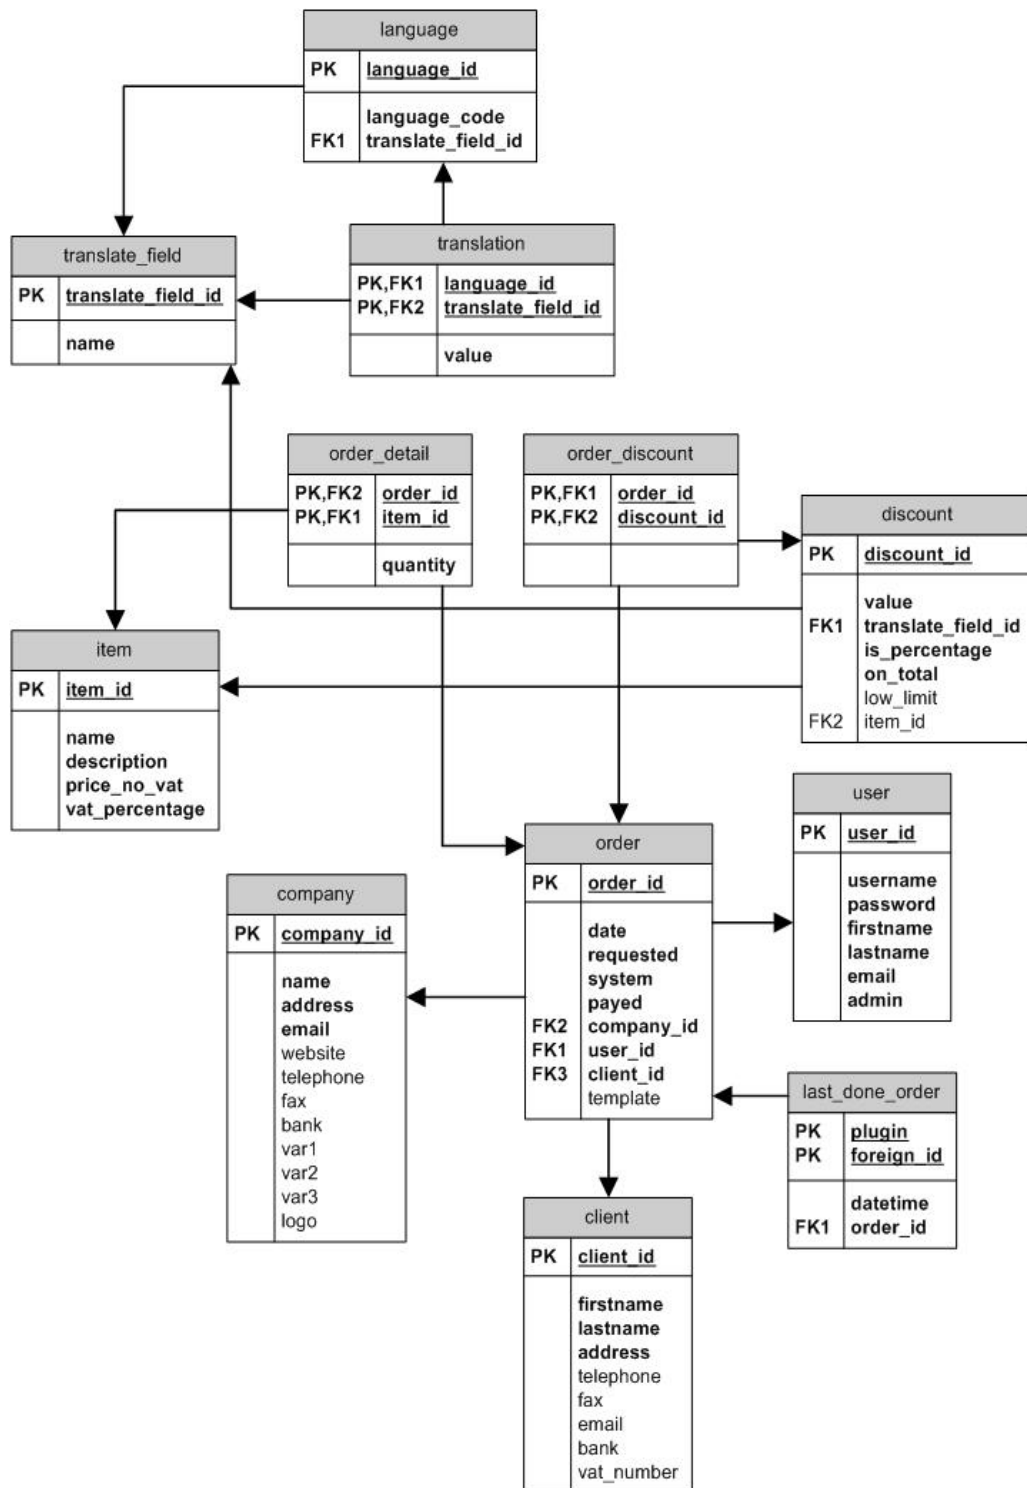 language
PK language_id
language_code
FK1 translate_field_id
translate_field
PK translate_field_id
name
translation
PK,FK1 language_id
PK,FK2 translate_field_id
value
order_detail
PK,FK2 order_id
PK,FK1 item_id
quantity
order_discount
PK,FK1 order_id
PK,FK2 discount_id
discount
PK discount_id
value
FK1 translate_field_id
is_percentage
on_total
low_limit
FK2 item_id
item
PK item_id
name
description
price_no_vat
vat_percentage
user
PK user_id
username
password
firstname
lastname
email
admin
order
PK order_id
date
requested
system
payed
FK2 company_id
FK1 user_id
FK3 client_id
template
company
PK company_id
name
address
email
website
telephone
fax
bank
var1
var2
var3
logo
last_done_order
PK plugin
PK foreign_id
datetime
FK1 order_id
client
PK client_id
firstname
lastname
address
telephone
fax
email
bank
vat_number